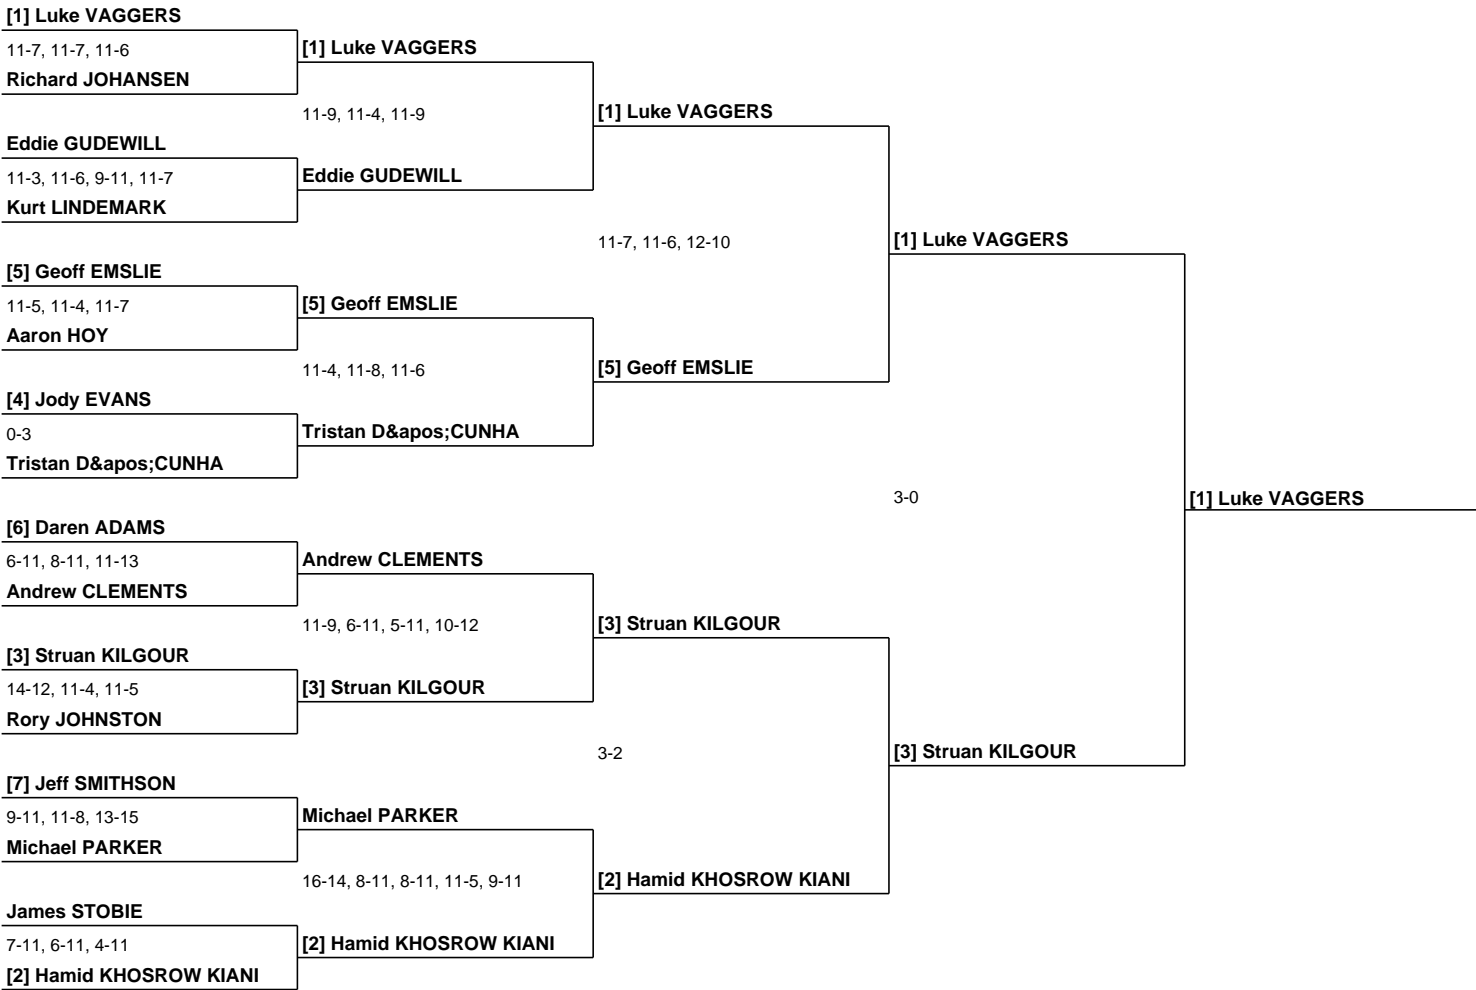 [1] Luke VAGGERS
11-7, 11-7, 11-6
Richard JOHANSEN
[1] Luke VAGGERS
11-9, 11-4, 11-9
Eddie GUDEWILL
11-3, 11-6, 9-11, 11-7
Kurt LINDEMARK
Eddie GUDEWILL
[1] Luke VAGGERS
11-7, 11-6, 12-10
[5] Geoff EMSLIE
11-5, 11-4, 11-7
Aaron HOY
[5] Geoff EMSLIE
11-4, 11-8, 11-6
[4] Jody EVANS
0-3
Tristan D&apos;CUNHA
Tristan D&apos;CUNHA
[5] Geoff EMSLIE
[1] Luke VAGGERS
3-0
[1] Luke VAGGERS
[6] Daren ADAMS
6-11, 8-11, 11-13
Andrew CLEMENTS
Andrew CLEMENTS
11-9, 6-11, 5-11, 10-12
[3] Struan KILGOUR
14-12, 11-4, 11-5
Rory JOHNSTON
[3] Struan KILGOUR
[3] Struan KILGOUR
3-2
[3] Struan KILGOUR
[7] Jeff SMITHSON
9-11, 11-8, 13-15
Michael PARKER
Michael PARKER
16-14, 8-11, 8-11, 11-5, 9-11
[2] Hamid KHOSROW KIANI
James STOBIE
7-11, 6-11, 4-11
[2] Hamid KHOSROW KIANI
[2] Hamid KHOSROW KIANI